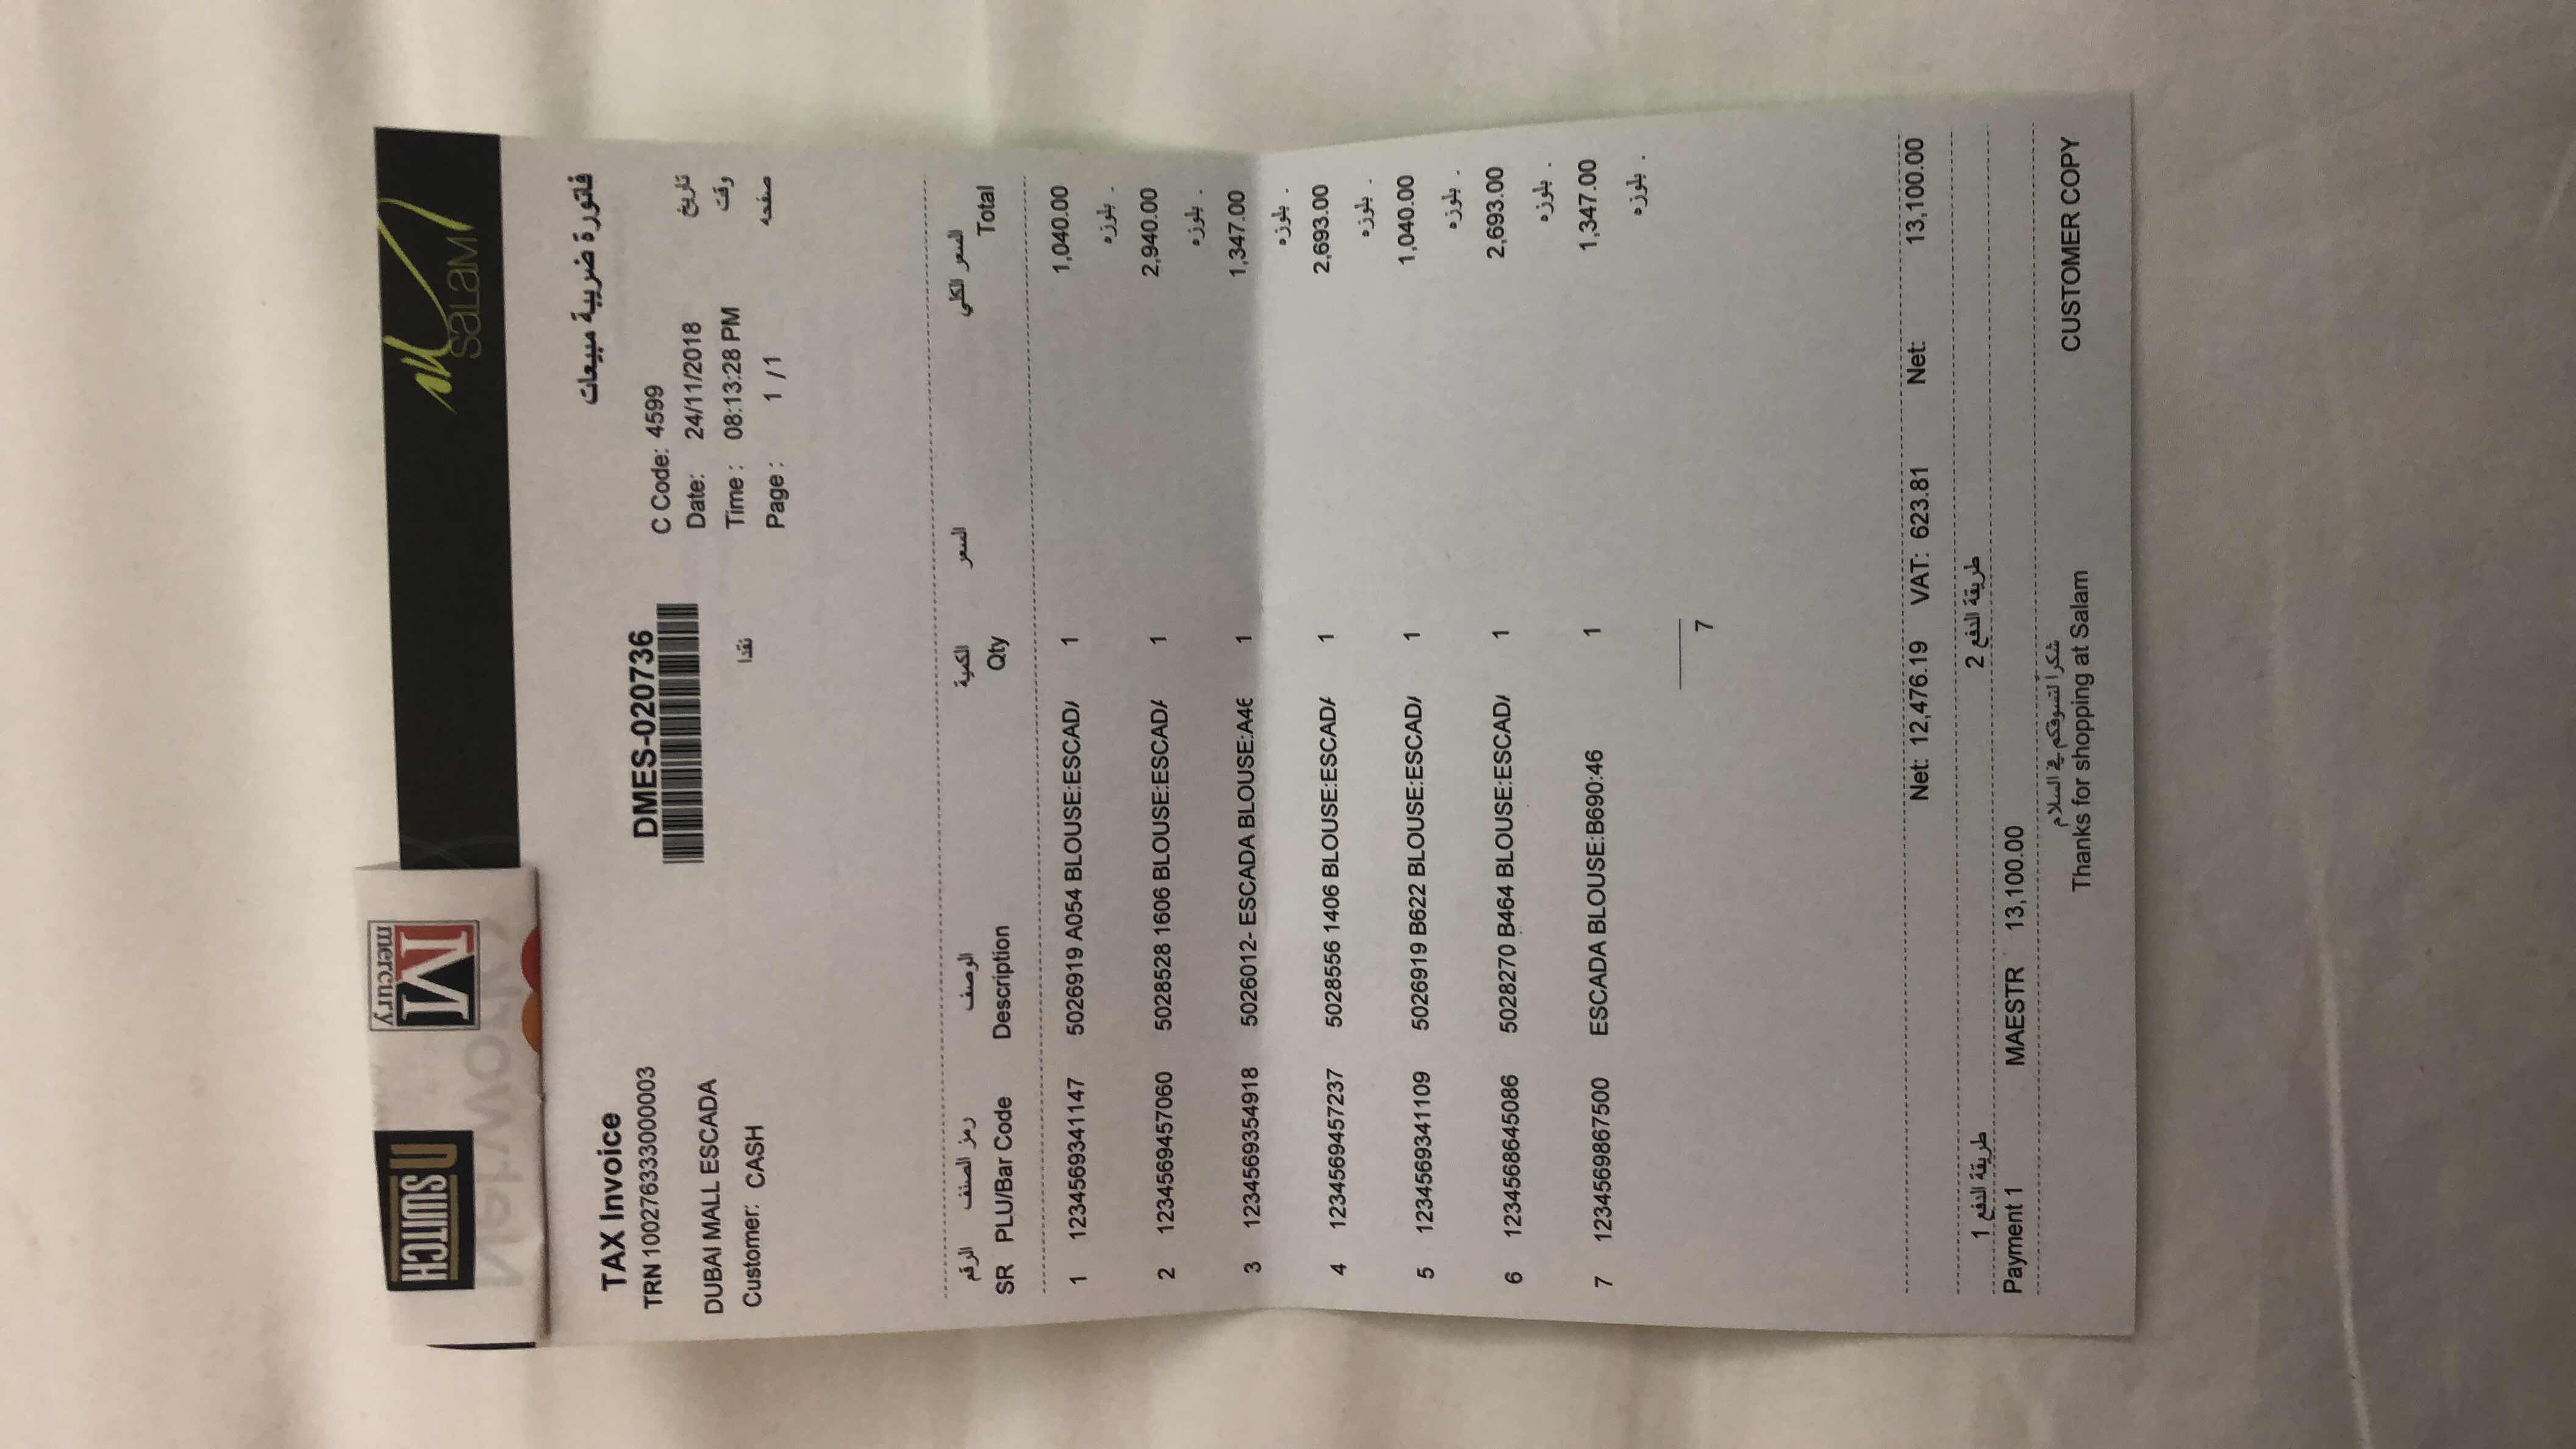 SWITCH
mercury
M
Network
SALAM
فاتورة ضريبة مبيعات
TAX Invoice
TRN 100276333000003
DMES-020736
C Code: 4599
DUBAI MALL ESCADA
Date: 24/11/2018 تاريخ
Customer: CASH نقدا
Time : 08:13:28 PM وقت
Page : 1 / 1 صفحه
الرقم رمز الصنف الوصف الكمية السعر السعر الكلي
SR PLU/Bar Code Description Qty Total
1 1234569341147 5026919 A054 BLOUSE:ESCADA 1 1,040.00
بلوزه .
2 1234569457060 5028528 1606 BLOUSE:ESCADA 1 2,940.00
بلوزه .
3 1234569354918 5026012- ESCADA BLOUSE:A46 1 1,347.00
بلوزه .
4 1234569457237 5028556 1406 BLOUSE:ESCADA 1 2,693.00
بلوزه .
5 1234569341109 5026919 B622 BLOUSE:ESCADA 1 1,040.00
بلوزه .
6 1234568645086 5028270 B464 BLOUSE:ESCADA 1 2,693.00
بلوزه .
7 1234569867500 ESCADA BLOUSE:B690:46 1 1,347.00
بلوزه .
7
Net: 12,476.19 VAT: 623.81 Net: 13,100.00
طريقة الدفع 1 طريقة الدفع 2
Payment 1 MAESTR 13,100.00
شكراً لتسوقكم في السلام
Thanks for shopping at Salam
CUSTOMER COPY